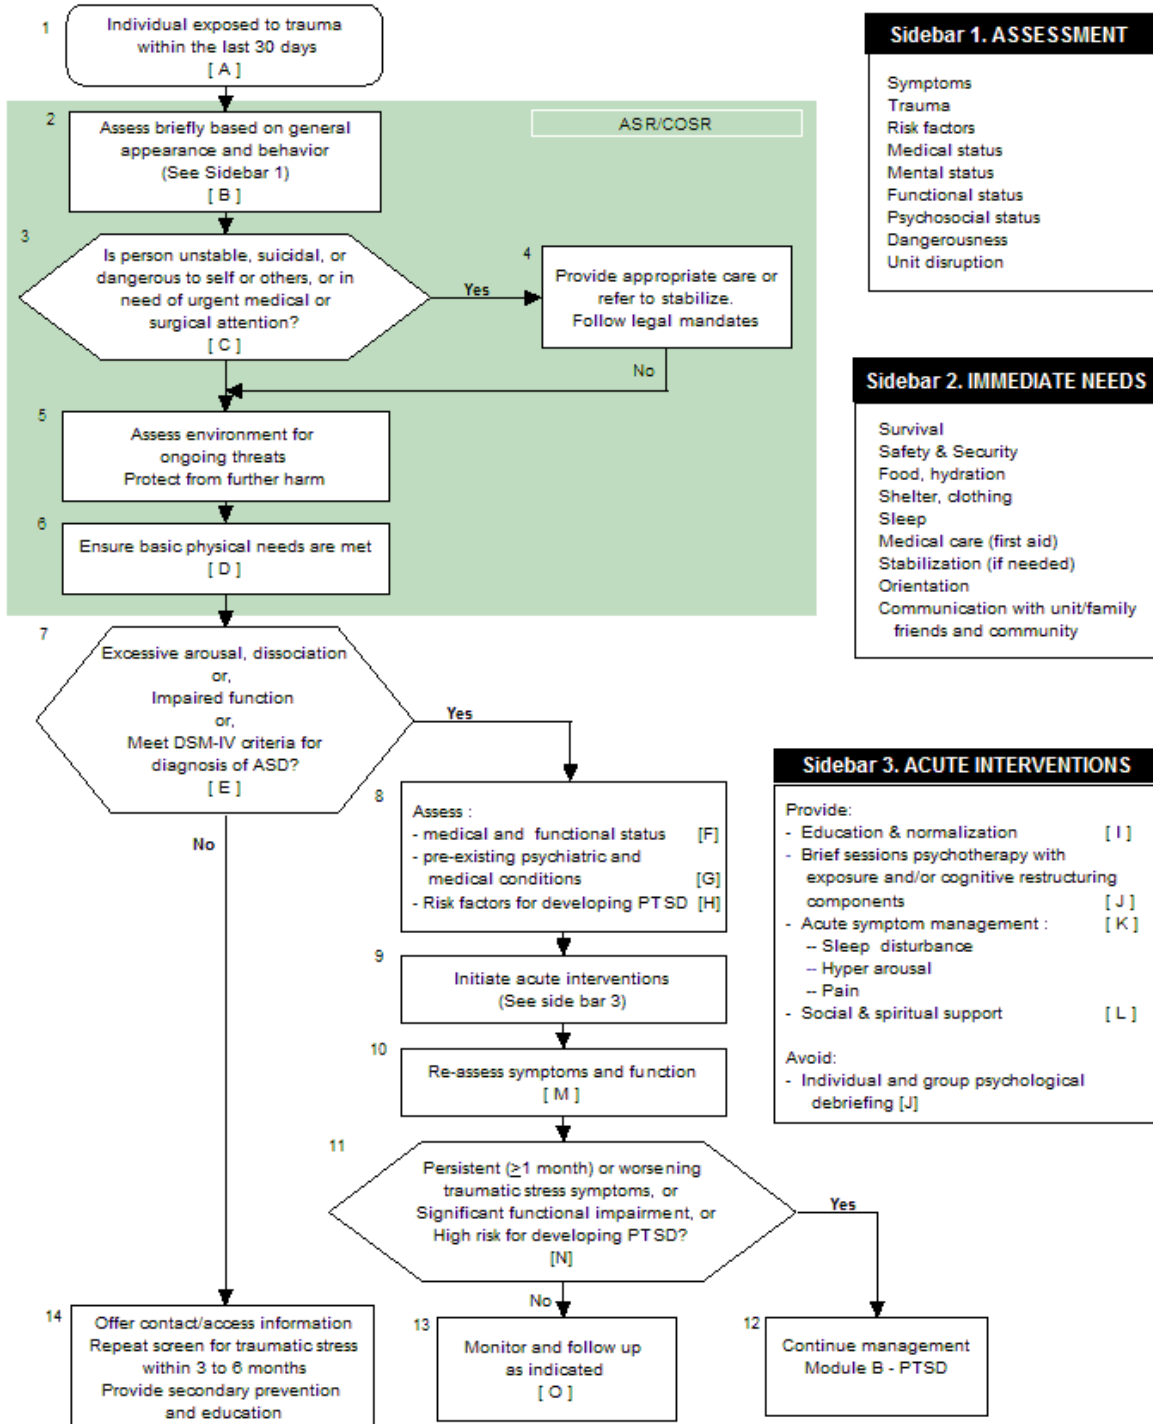 1
Individual exposed to trauma
within the last 30 days
[ A ]
ASR/COSR
2
Assess briefly based on general
appearance and behavior
(See Sidebar 1)
[ B ]
3
Is person unstable, suicidal, or
dangerous to self or others, or in
need of urgent medical or
surgical attention?
[ C ]
Yes
4
Provide appropriate care or
refer to stabilize.
Follow legal mandates
No
5
Assess environment for
ongoing threats
Protect from further harm
6
Ensure basic physical needs are met
[ D ]
7
Excessive arousal, dissociation
or,
Impaired function
or,
Meet DSM-IV criteria for
diagnosis of ASD?
[ E ]
Yes
No
8
Assess :
- medical and functional status [F]
- pre-existing psychiatric and
medical conditions [G]
- Risk factors for developing PTSD [H]
9
Initiate acute interventions
(See side bar 3)
10
Re-assess symptoms and function
[ M ]
11
Persistent (>1 month) or worsening
traumatic stress symptoms, or
Significant functional impairment, or
High risk for developing PTSD?
[N]
Yes
No
12
Continue management
Module B - PTSD
13
Monitor and follow up
as indicated
[ O ]
14
Offer contact/access information
Repeat screen for traumatic stress
within 3 to 6 months
Provide secondary prevention
and education
Sidebar 1. ASSESSMENT
Symptoms
Trauma
Risk factors
Medical status
Mental status
Functional status
Psychosocial status
Dangerousness
Unit disruption
Sidebar 2. IMMEDIATE NEEDS
Survival
Safety & Security
Food, hydration
Shelter, clothing
Sleep
Medical care (first aid)
Stabilization (if needed)
Orientation
Communication with unit/family
friends and community
Sidebar 3. ACUTE INTERVENTIONS
Provide:
- Education & normalization [ I ]
- Brief sessions psychotherapy with
exposure and/or cognitive restructuring
components [ J ]
- Acute symptom management : [ K ]
-- Sleep disturbance
-- Hyper arousal
-- Pain
- Social & spiritual support [ L ]
Avoid:
- Individual and group psychological
debriefing [J]